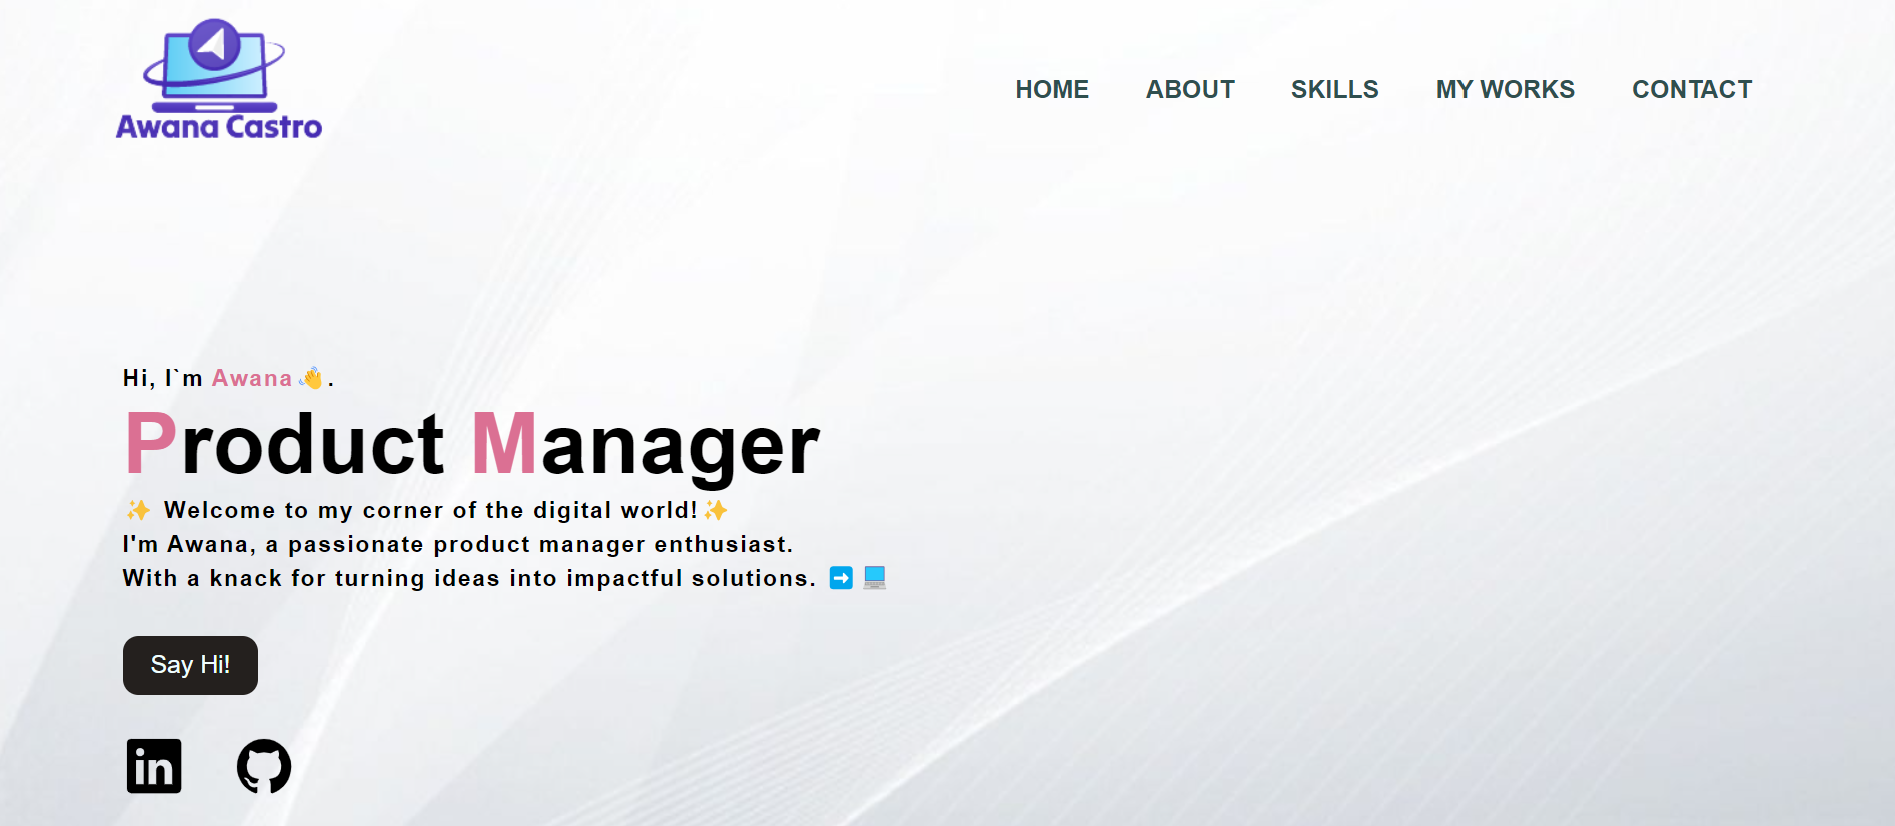 Awana Castro
HOME ABOUT SKILLS MY WORKS CONTACT
Hi, I`m Awana 👋.
Product Manager
✨ Welcome to my corner of the digital world!✨
I'm Awana, a passionate product manager enthusiast.
With a knack for turning ideas into impactful solutions. ➡️💻
Say Hi!
in